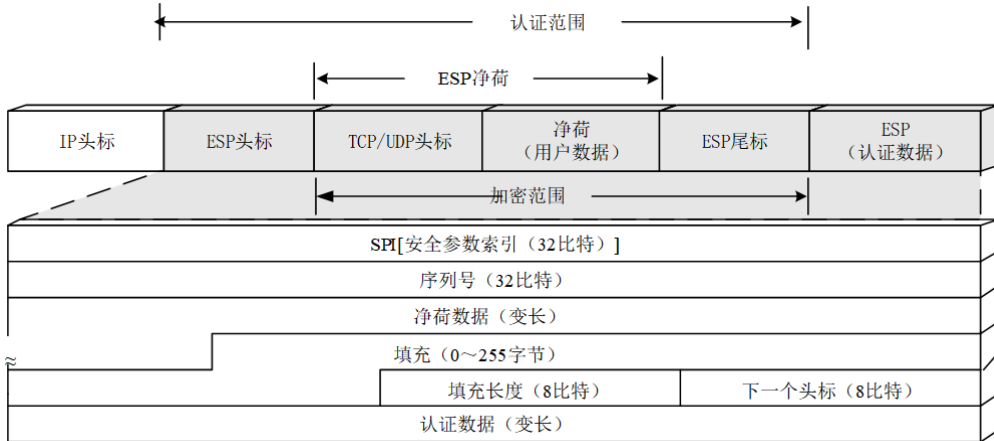 认证范围
ESP净荷
IP头标
ESP头标
TCP/UDP头标
净荷
（用户数据）
ESP尾标
ESP
（认证数据）
加密范围
SPI[安全参数索引（32比特）]
序列号（32比特）
净荷数据（变长）
≈
填充（0～255字节）
填充长度（8比特）
下一个头标（8比特）
认证数据（变长）